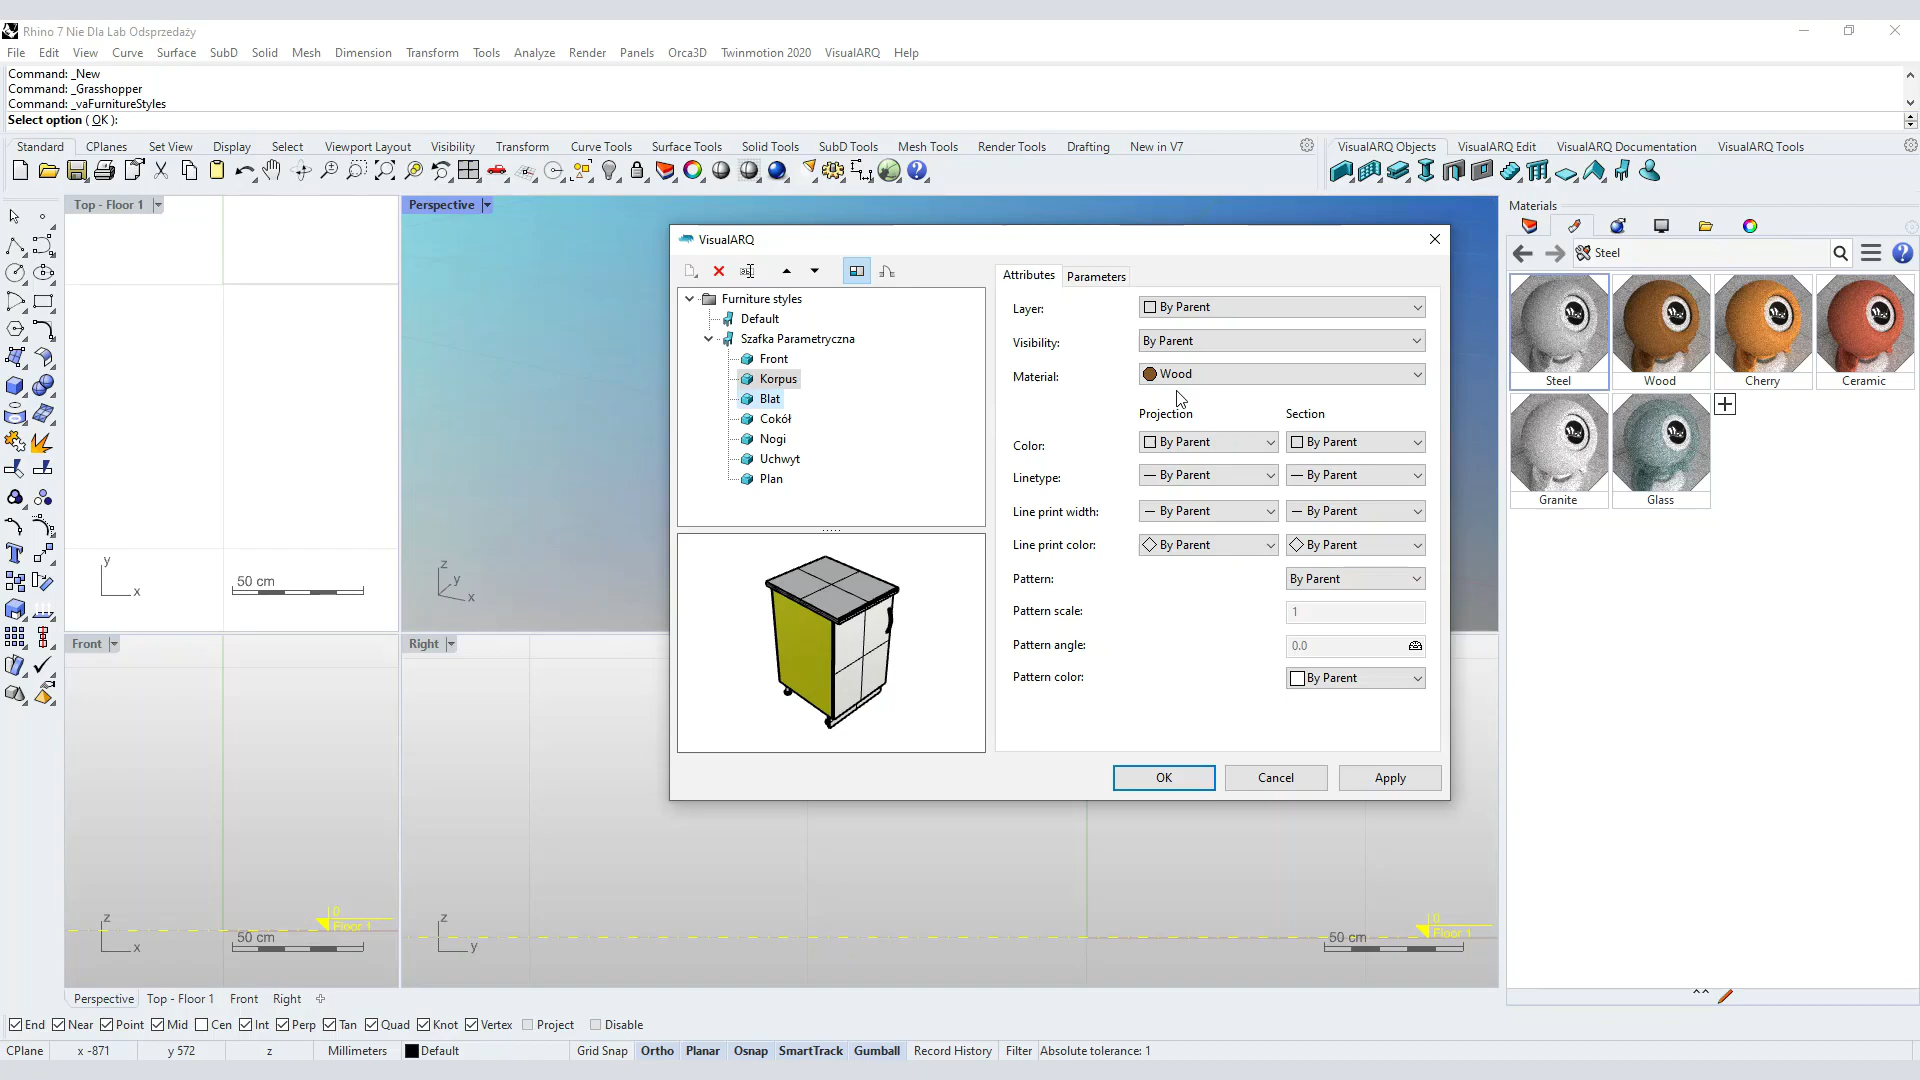 Rhino 7 Nie Dla Lab Odsprzedaży
File Edit View Curve Surface SubD Solid Mesh Dimension Transform Tools Analyze Render Panels Orca3D Twinmotion 2020 VisualARQ Help
Command: _New
Command: _Grasshopper
Command: _vaFurnitureStyles
Select option ( OK ):
Standard CPlanes Set View Display Select Viewport Layout Visibility Transform Curve Tools Surface Tools Solid Tools SubD Tools Mesh Tools Render Tools Drafting New in V7
VisualARQ Objects VisualARQ Edit VisualARQ Documentation VisualARQ Tools
Top - Floor 1
Perspective
Materials
Steel
Steel Wood Cherry Ceramic
Granite Glass
VisualARQ
Furniture styles
Default
Szafka Parametryczna
Front
Korpus
Blat
Cokół
Nogi
Uchwyt
Plan
Attributes Parameters
Layer: By Parent
Visibility: By Parent
Material: Wood
Projection Section
Color: By Parent By Parent
Linetype: By Parent By Parent
Line print width: By Parent By Parent
Line print color: By Parent By Parent
Pattern: By Parent
Pattern scale: 1
Pattern angle: 0.0
Pattern color: By Parent
OK Cancel Apply
y
x
50 cm
z
y
x
Front
Right
z
x
50 cm
0
Floor 1
z
y
50 cm
0
Floor 1
Perspective Top - Floor 1 Front Right
End Near Point Mid Cen Int Perp Tan Quad Knot Vertex Project Disable
CPlane x -871 y 572 z Millimeters Default Grid Snap Ortho Planar Osnap SmartTrack Gumball Record History Filter Absolute tolerance: 1